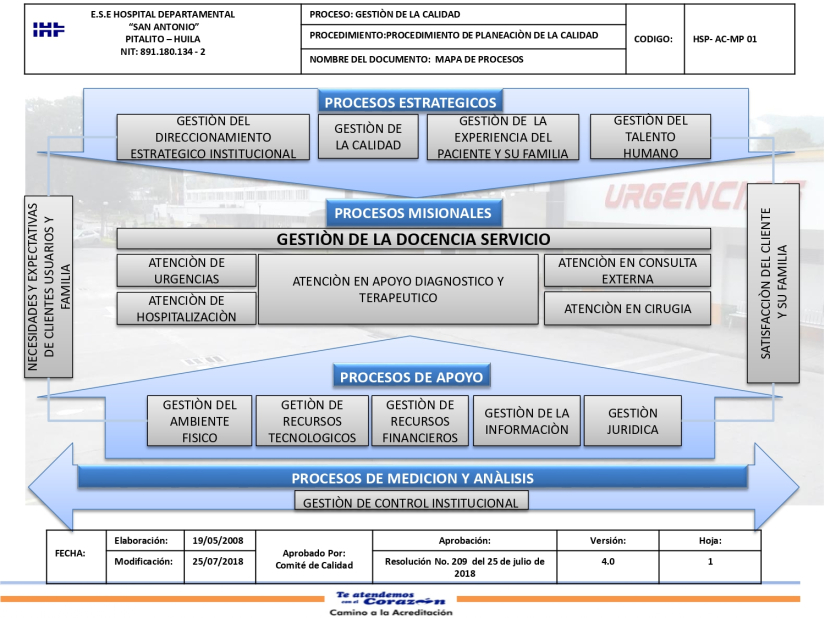 E.S.E HOSPITAL DEPARTAMENTAL
“SAN ANTONIO”
PITALITO – HUILA
NIT: 891.180.134 - 2
PROCESO: GESTIÒN DE LA CALIDAD
PROCEDIMIENTO:PROCEDIMIENTO DE PLANEACIÒN DE LA CALIDAD
NOMBRE DEL DOCUMENTO: MAPA DE PROCESOS
CODIGO:
HSP- AC-MP 01
PROCESOS ESTRATEGICOS
GESTIÒN DEL
DIRECCIONAMIENTO
ESTRATEGICO INSTITUCIONAL
GESTIÒN DE
LA CALIDAD
GESTIÒN DE LA
EXPERIENCIA DEL
PACIENTE Y SU FAMILIA
GESTIÒN DEL
TALENTO
HUMANO
URGENCIAS
NECESIDADES Y EXPECTATIVAS
DE CLIENTES USUARIOS Y
FAMILIA
PROCESOS MISIONALES
GESTIÒN DE LA DOCENCIA SERVICIO
ATENCIÒN DE
URGENCIAS
ATENCIÒN DE
HOSPITALIZACIÒN
ATENCIÒN EN APOYO DIAGNOSTICO Y
TERAPEUTICO
ATENCIÒN EN CONSULTA
EXTERNA
ATENCIÒN EN CIRUGIA
SATISFACCIÒN DEL CLIENTE
Y SU FAMILIA
PROCESOS DE APOYO
GESTIÒN DEL
AMBIENTE
FISICO
GETIÒN DE
RECURSOS
TECNOLOGICOS
GESTIÒN DE
RECURSOS
FINANCIEROS
GESTIÒN DE LA
INFORMACIÒN
GESTIÒN
JURIDICA
PROCESOS DE MEDICION Y ANÀLISIS
GESTIÒN DE CONTROL INSTITUCIONAL
FECHA:
Elaboración:
19/05/2008
Modificación:
25/07/2018
Aprobado Por:
Comité de Calidad
Aprobación:
Resolución No. 209 del 25 de julio de
2018
Versión:
4.0
Hoja:
1
Te atendemos
con el Corazón
Camino a la Acreditación